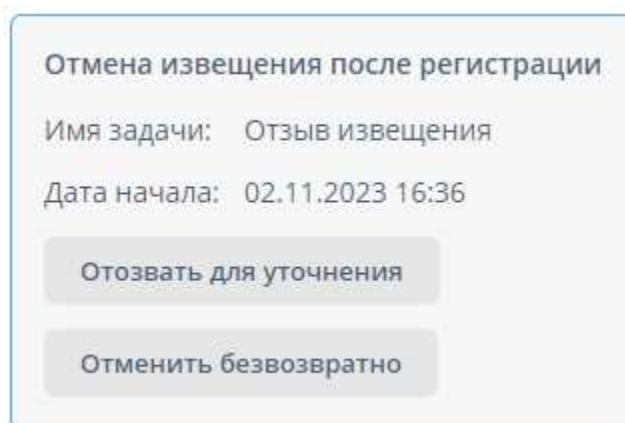 Отмена извещения после регистрации
Имя задачи: Отзыв извещения
Дата начала: 02.11.2023 16:36
Отозвать для уточнения
Отменить безвозвратно